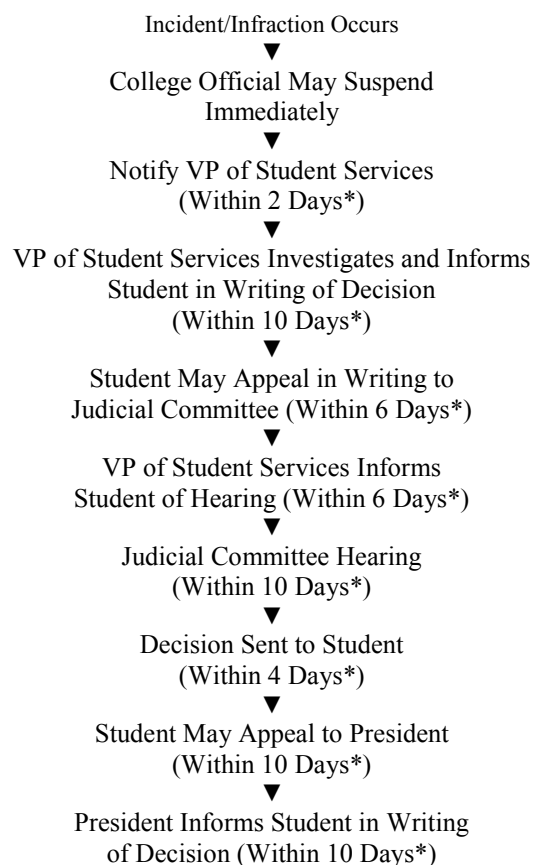 Incident/Infraction Occurs
▼
College Official May Suspend
Immediately
▼
Notify VP of Student Services
(Within 2 Days*)
▼
VP of Student Services Investigates and Informs
Student in Writing of Decision
(Within 10 Days*)
▼
Student May Appeal in Writing to
Judicial Committee (Within 6 Days*)
▼
VP of Student Services Informs
Student of Hearing (Within 6 Days*)
▼
Judicial Committee Hearing
(Within 10 Days*)
▼
Decision Sent to Student
(Within 4 Days*)
▼
Student May Appeal to President
(Within 10 Days*)
▼
President Informs Student in Writing
of Decision (Within 10 Days*)